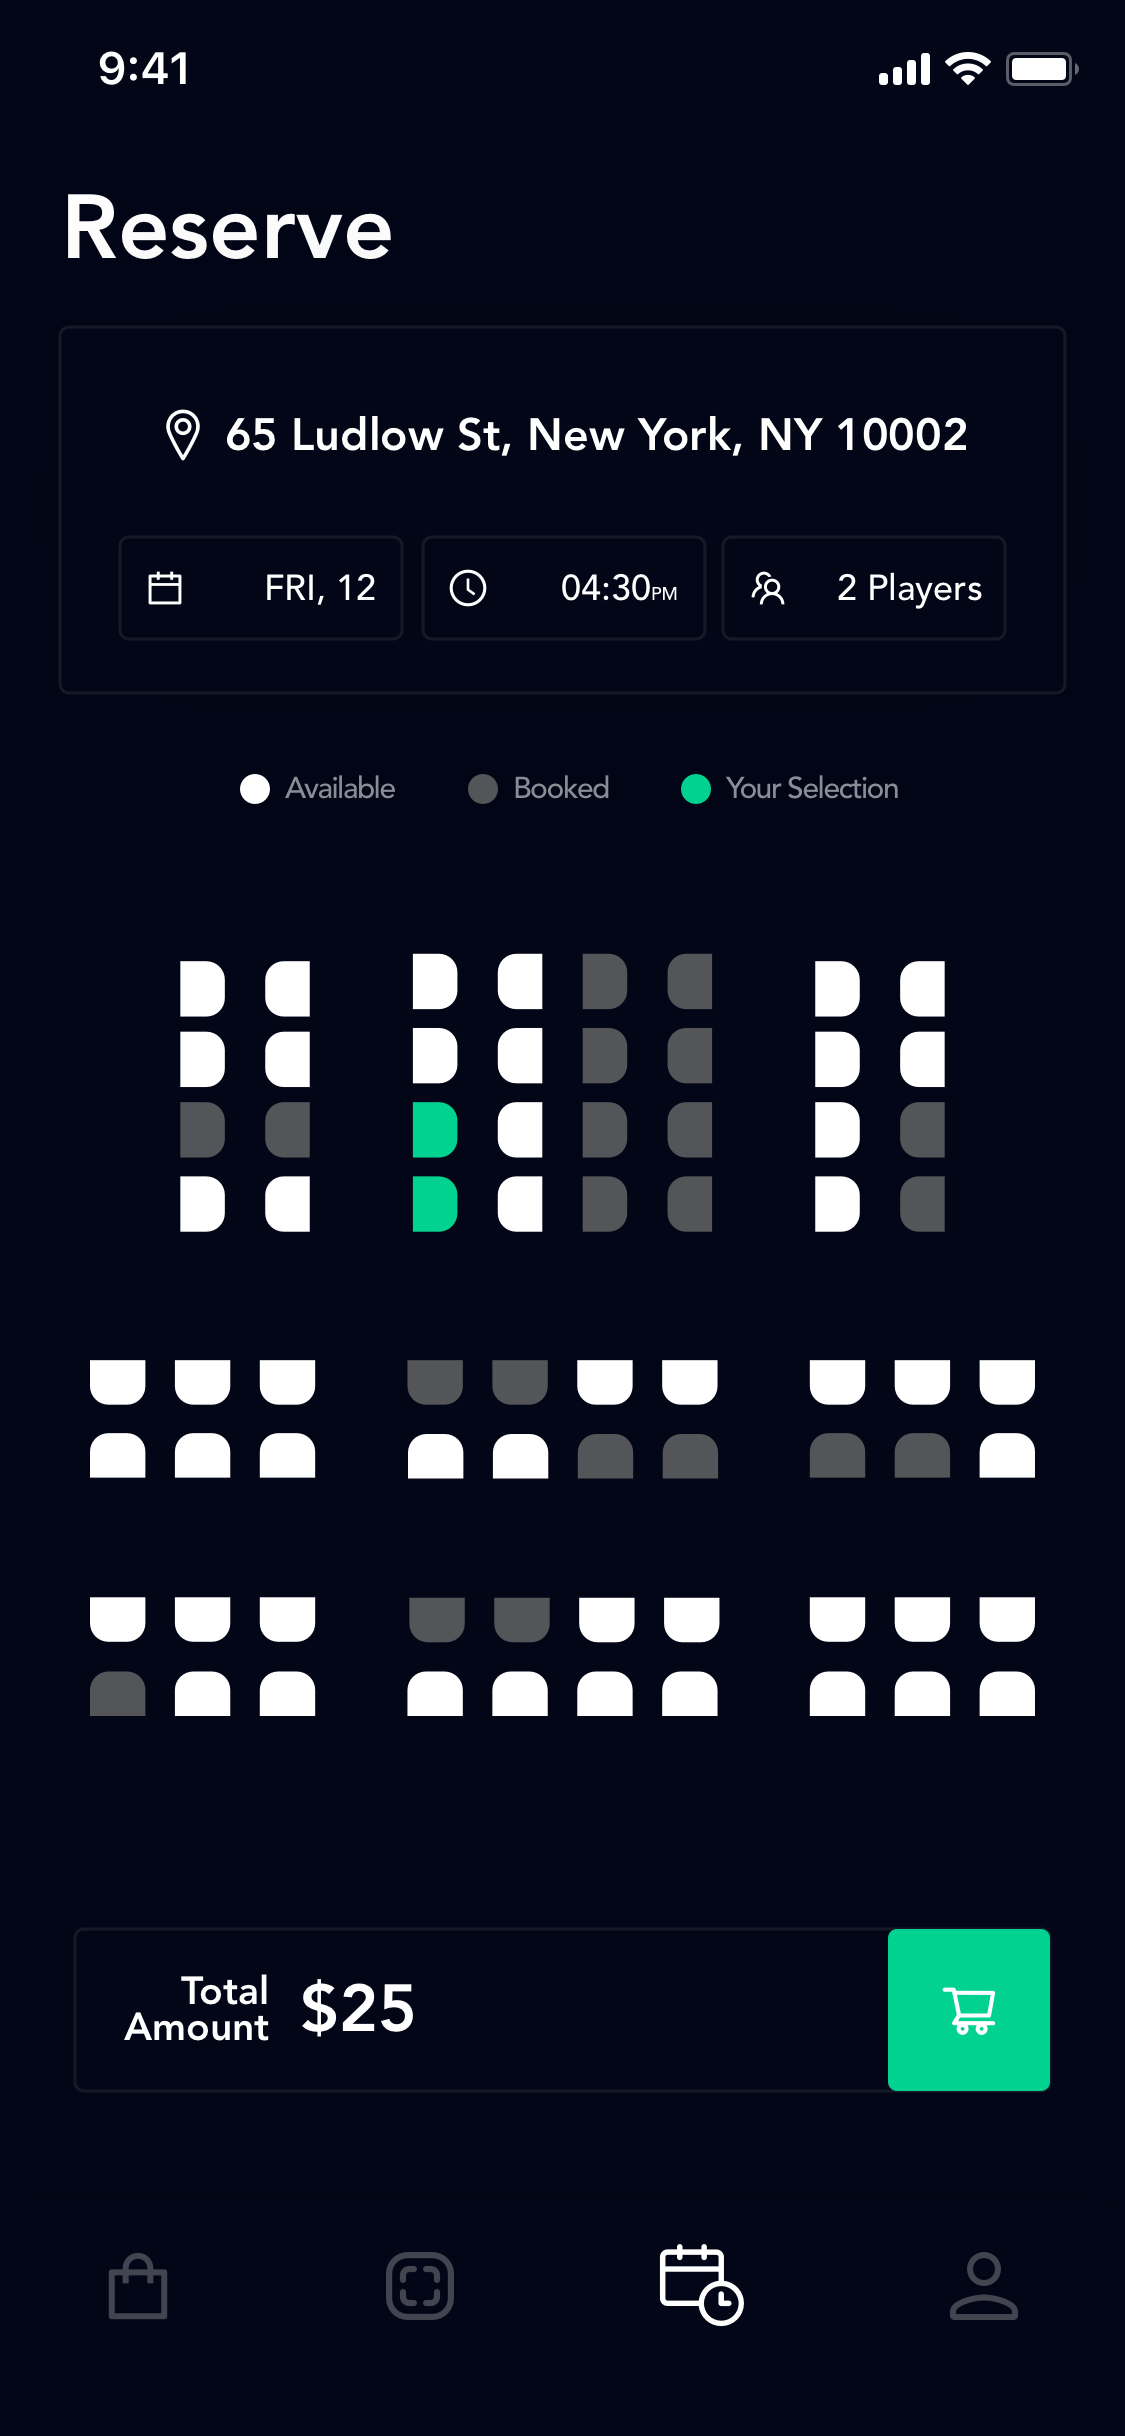 9:41
Reserve
65 Ludlow St, New York, NY 10002
FRI, 12
04:30PM
2 Players
Available
Booked
Your Selection
Total
Amount
$25